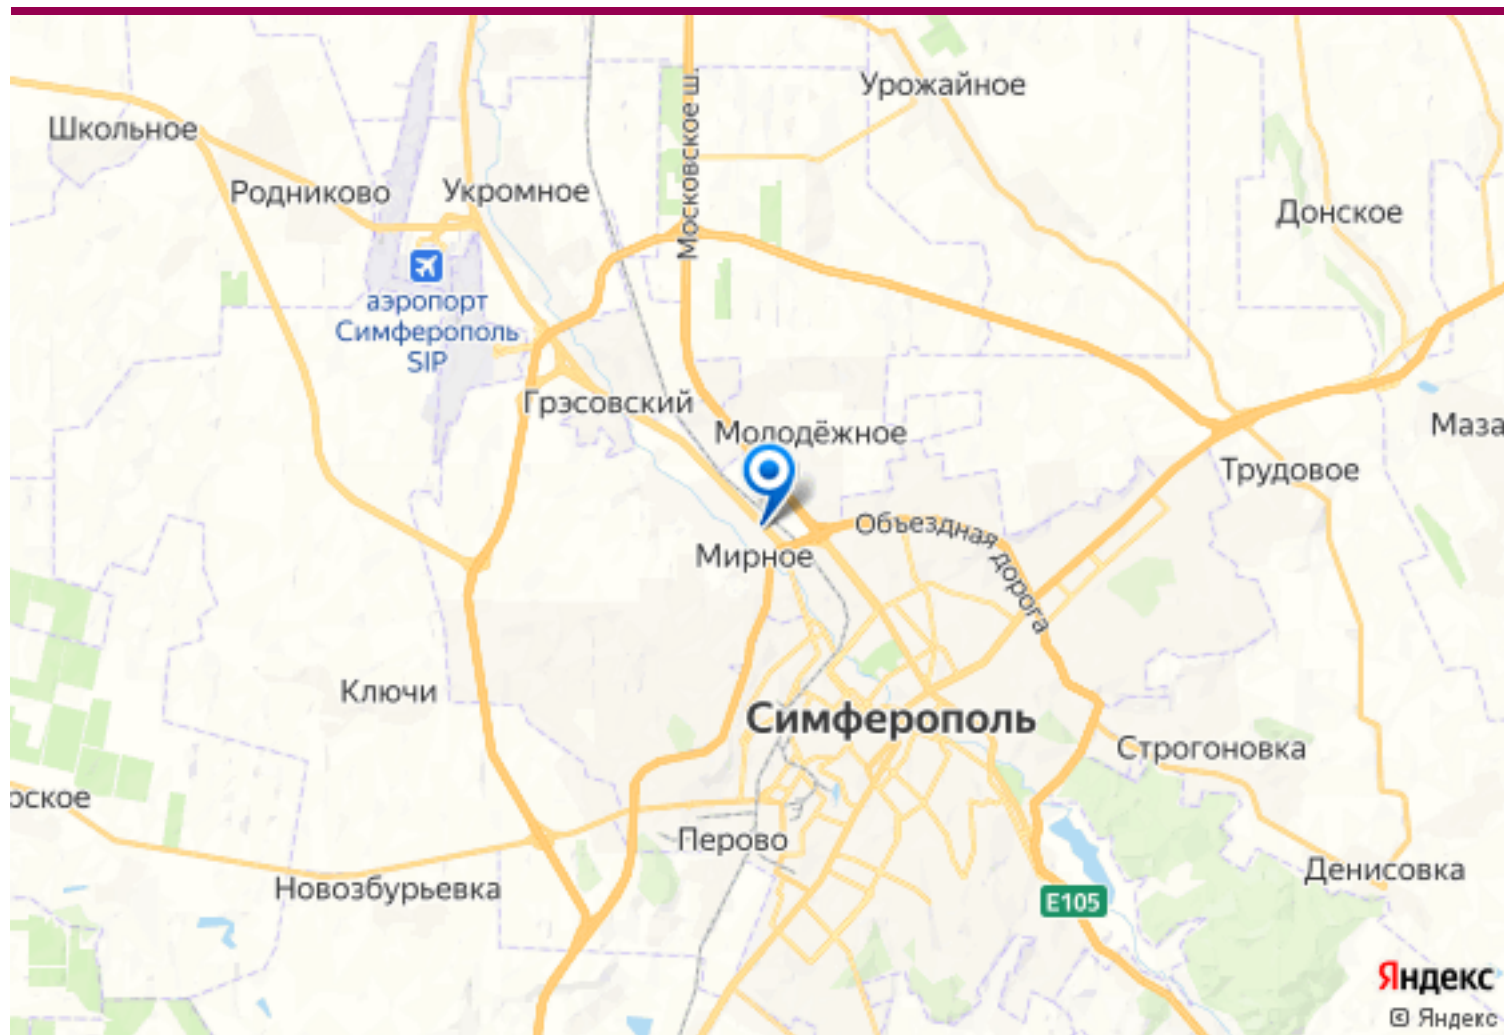 Урожайное
Школьное
Московское ш.
Родниково
Укромное
Донское
аэропорт
Симферополь
SIP
Грэсовский
Молодёжное
Маза
Трудовое
Объездная дорога
Мирное
Ключи
Симферополь
Строгоновка
рское
Перово
Денисовка
Новозбурьевка
E105
Яндекс
© Яндекс